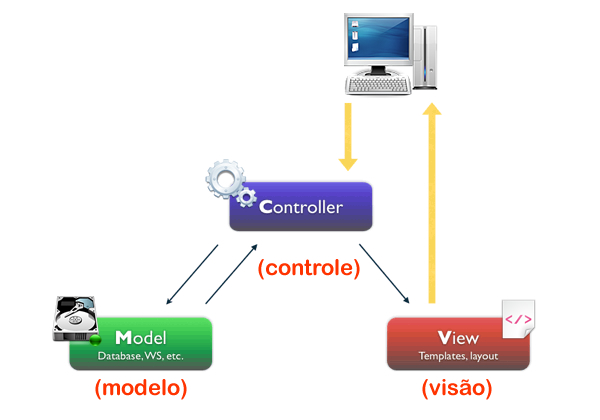 Controller
(controle)
Model
Database, WS, etc.
(modelo)
</>
View
Templates, layout
(visão)